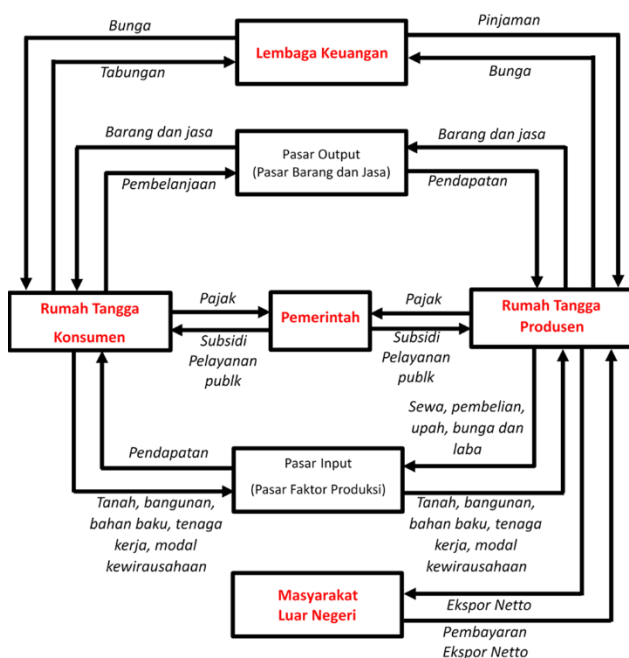 Bunga
Pinjaman
Lembaga Keuangan
Tabungan
Bunga
Barang dan jasa
Barang dan jasa
Pasar Output
(Pasar Barang dan Jasa)
Pembelanjaan
Pendapatan
Rumah Tangga
Konsumen
Pajak
Pemerintah
Pajak
Rumah Tangga
Produsen
Subsidi
Pelayanan
publk
Subsidi
Pelayanan
publk
Sewa, pembelian,
upah, bunga dan
laba
Pendapatan
Pasar Input
(Pasar Faktor Produksi)
Tanah, bangunan,
bahan baku, tenaga
kerja, modal
kewirausahaan
Tanah, bangunan,
bahan baku, tenaga
kerja, modal
kewirausahaan
Masyarakat
Luar Negeri
Ekspor Netto
Pembayaran
Ekspor Netto